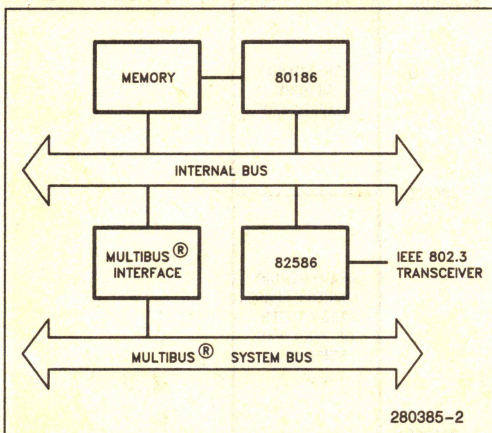 MEMORY
80186
INTERNAL BUS
MULTIBUS®
INTERFACE
82586
IEEE 802.3
TRANSCEIVER
MULTIBUS® SYSTEM BUS
280385-2